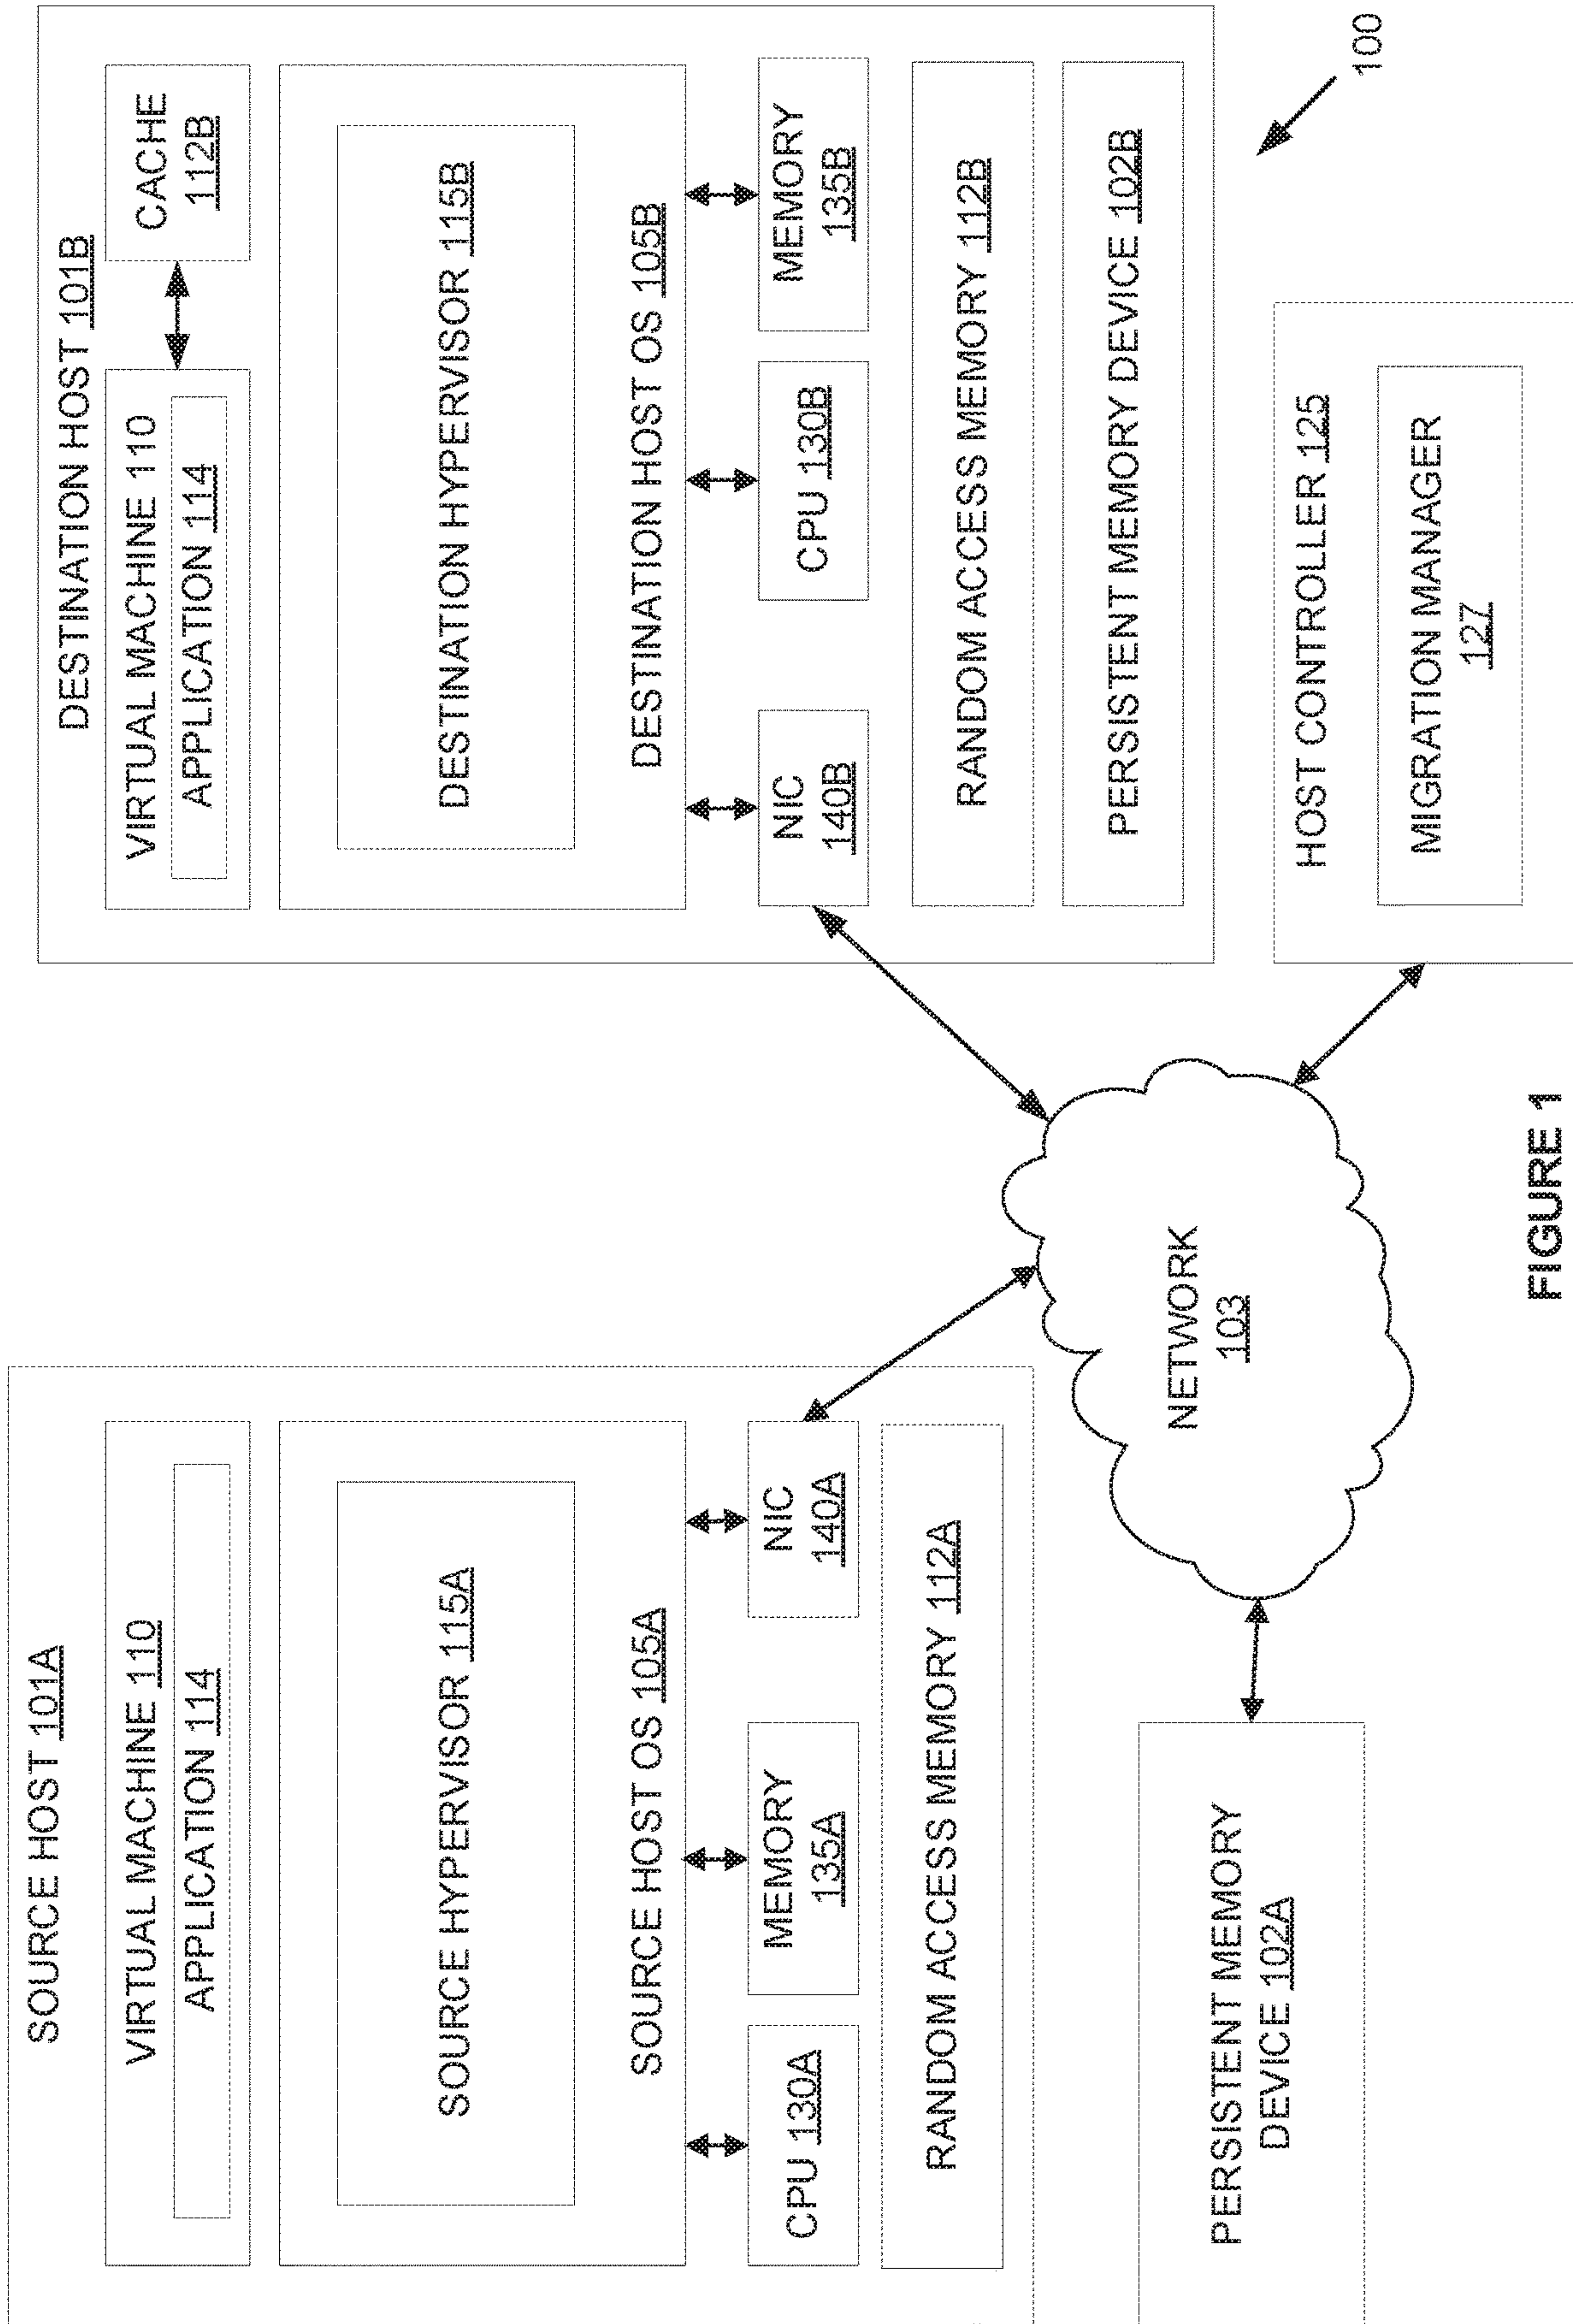 SOURCE HOST 101A
VIRTUAL MACHINE 110
APPLICATION 114
SOURCE HYPERVISOR 115A
SOURCE HOST OS 105A
CPU 130A
MEMORY
135A
NIC
140A
RANDOM ACCESS MEMORY 112A
PERSISTENT MEMORY
DEVICE 102A
NETWORK
103
DESTINATION HOST 101B
VIRTUAL MACHINE 110
APPLICATION 114
CACHE
112B
DESTINATION HYPERVISOR 115B
DESTINATION HOST OS 105B
NIC
140B
CPU 130B
MEMORY
135B
RANDOM ACCESS MEMORY 112B
PERSISTENT MEMORY DEVICE 102B
HOST CONTROLLER 125
MIGRATION MANAGER
127
100
FIGURE 1